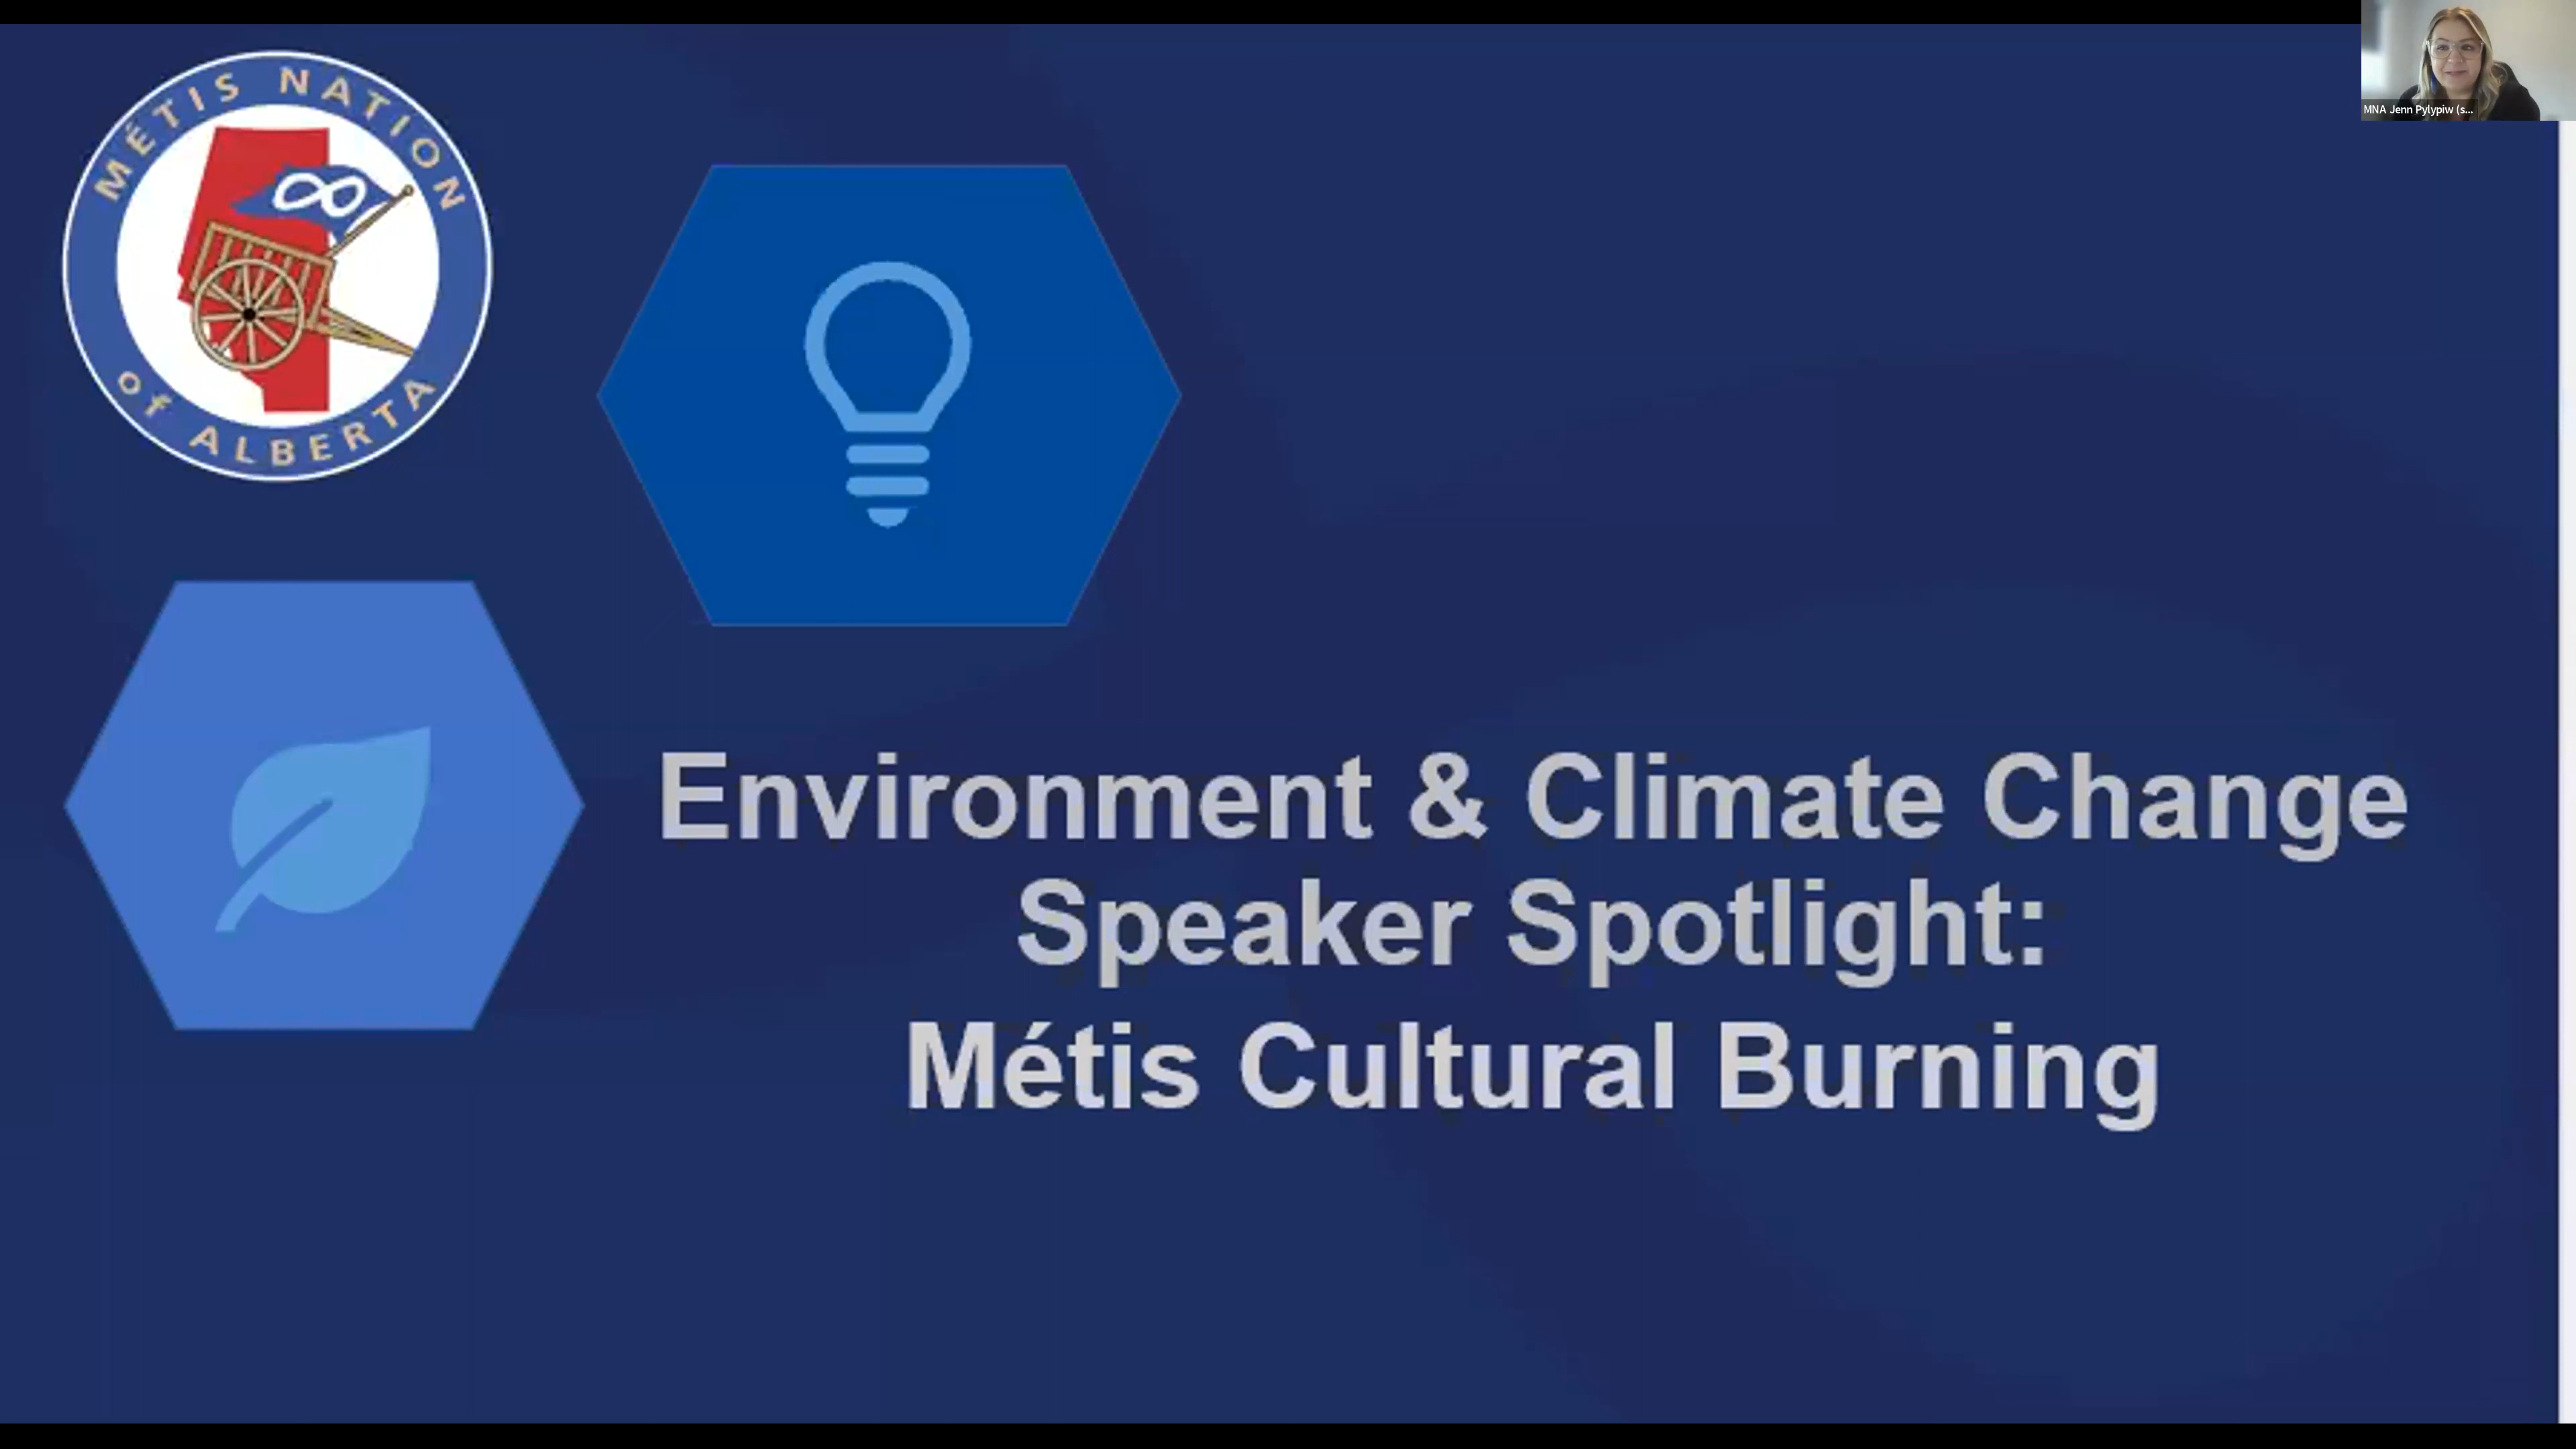 MNA Jenn Pylypiw (s...
MÉTIS NATION
of ALBERTA
Environment & Climate Change
Speaker Spotlight:
Métis Cultural Burning